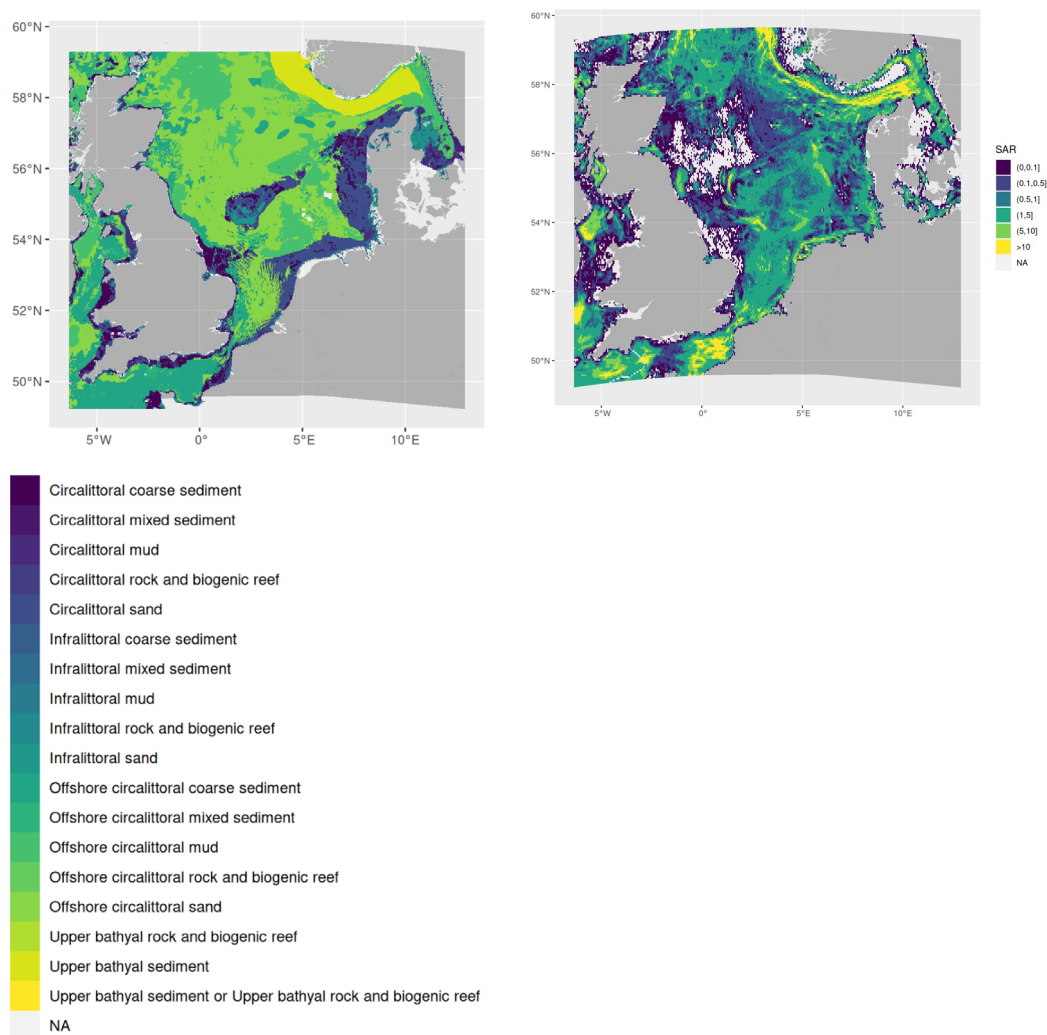 60°N
58°N
56°N
54°N
52°N
50°N
5°W
0°
5°E
10°E
60°N
58°N
56°N
54°N
52°N
50°N
5°W
0°
5°E
10°E
SAR
(0,0.1]
(0.1,0.5]
(0.5,1]
(1,5]
(5,10]
>10
NA
Circalittoral coarse sediment
Circalittoral mixed sediment
Circalittoral mud
Circalittoral rock and biogenic reef
Circalittoral sand
Infralittoral coarse sediment
Infralittoral mixed sediment
Infralittoral mud
Infralittoral rock and biogenic reef
Infralittoral sand
Offshore circalittoral coarse sediment
Offshore circalittoral mixed sediment
Offshore circalittoral mud
Offshore circalittoral rock and biogenic reef
Offshore circalittoral sand
Upper bathyal rock and biogenic reef
Upper bathyal sediment
Upper bathyal sediment or Upper bathyal rock and biogenic reef
NA